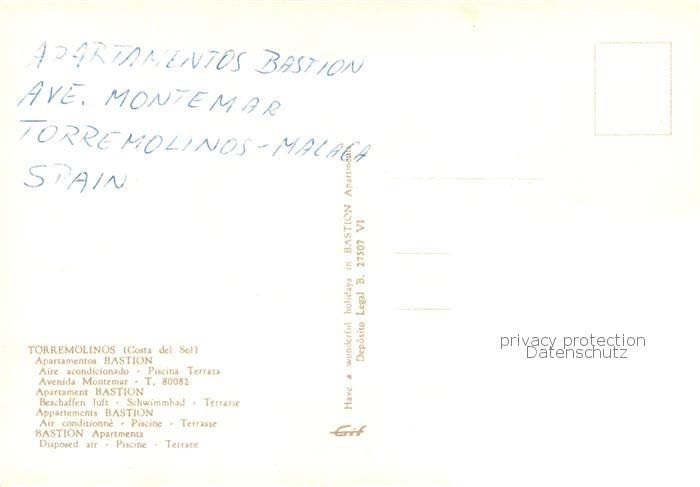 APARTAMENTOS BASTION
AVE. MONTEMAR
TORREMOLINOS - MALAGA
SPAIN
TORREMOLINOS (Costa del Sol)
Apartamentos BASTION
Aire acondicionado - Piscina Terraza
Avenida Montemar - T. 80082
Apartament BASTION
Beschaffen luft - Schwimmbad - Terrasse
Appartements BASTION
Air conditionné - Piscine - Terrasse
BASTION Apartments
Disposed air - Piscine - Terrace
Have a wonderful holidays in BASTION Apartments
Depósito Legal B. 27507 VI
Gif
privacy protection
Datenschutz